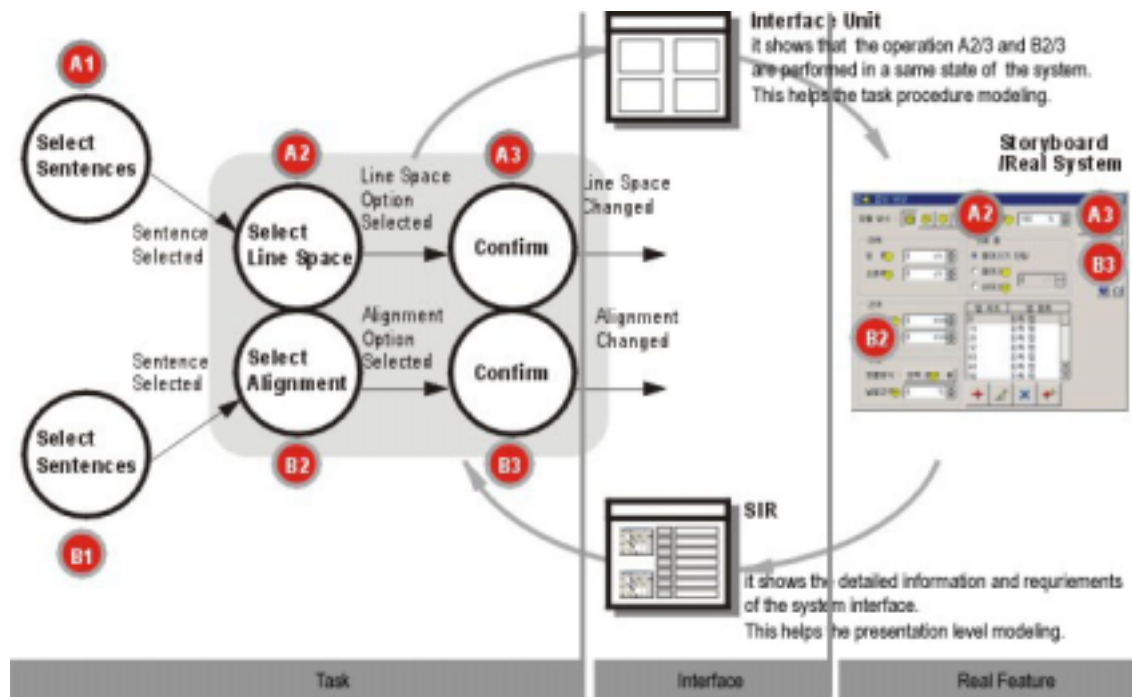 Interface Unit
it shows that the operation A2/3 and B2/3
are performed in a same state of the system.
This helps the task procedure modeling.
A1
Select
Sentences
A2
A3
Line Space
Option
Selected
Line Space
Changed
Sentence
Selected
Select
Line Space
Confirm
Storyboard
/Real System
A2
A3
B3
B2
Alignment
Option
Selected
Alignment
Changed
Sentence
Selected
Select
Alignment
Confirm
Select
Sentences
B2
B3
B1
SIR
it shows the detailed information and requriements
of the system interface.
This helps the presentation level modeling.
Task
Interface
Real Feature